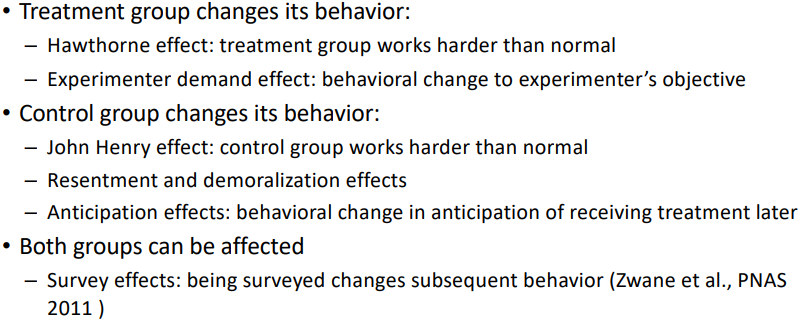 • Treatment group changes its behavior:
– Hawthorne effect: treatment group works harder than normal
– Experimenter demand effect: behavioral change to experimenter’s objective
• Control group changes its behavior:
– John Henry effect: control group works harder than normal
– Resentment and demoralization effects
– Anticipation effects: behavioral change in anticipation of receiving treatment later
• Both groups can be affected
– Survey effects: being surveyed changes subsequent behavior (Zwane et al., PNAS
2011 )